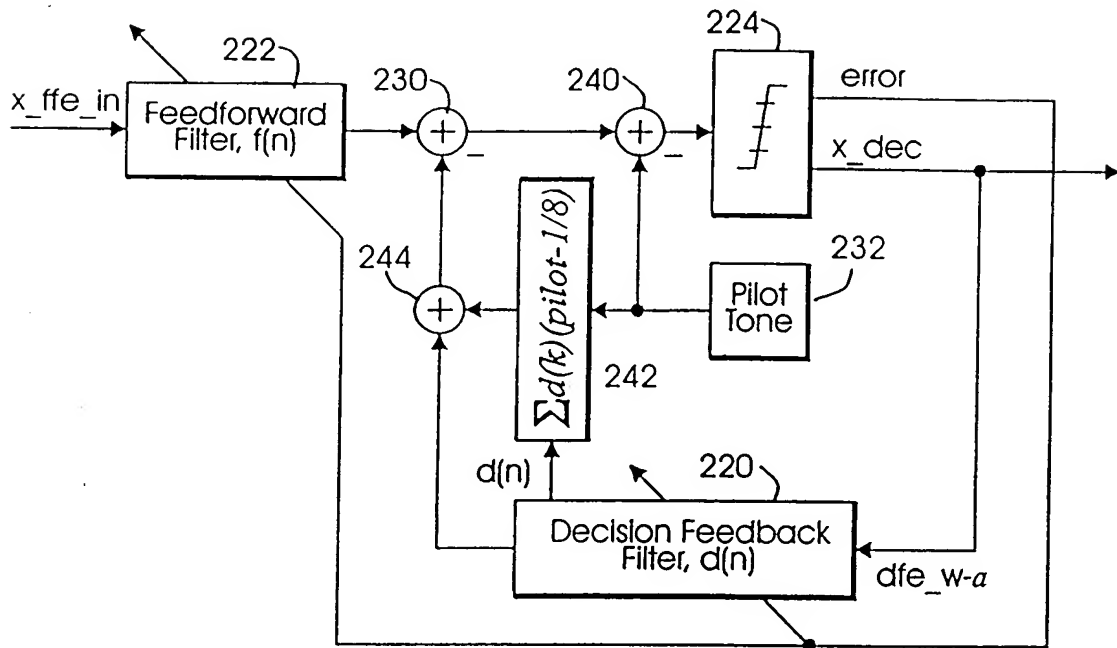 222
224
230
240
error
x_ffe_in
Feedforward
Filter, f(n)
+
+
−
−
x_dec
∑d(k)(pilot-1/8)
244
+
232
Pilot
Tone
242
d(n)
220
Decision Feedback
Filter, d(n)
dfe_w-a